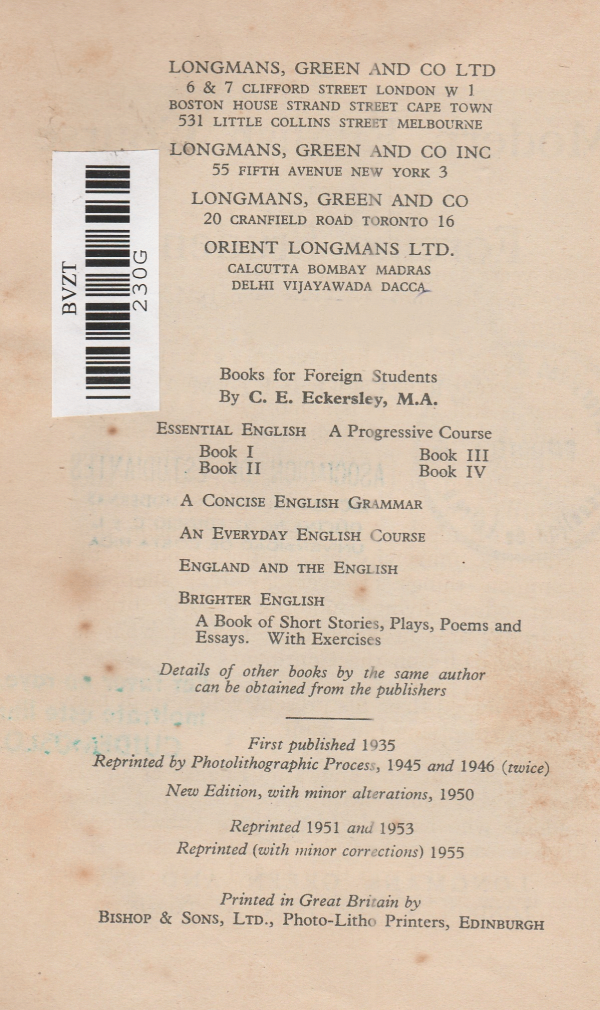 LONGMANS, GREEN AND CO LTD
6 & 7 CLIFFORD STREET LONDON W 1
BOSTON HOUSE STRAND STREET CAPE TOWN
531 LITTLE COLLINS STREET MELBOURNE
LONGMANS, GREEN AND CO INC
55 FIFTH AVENUE NEW YORK 3
LONGMANS, GREEN AND CO
20 CRANFIELD ROAD TORONTO 16
ORIENT LONGMANS LTD.
CALCUTTA BOMBAY MADRAS
DELHI VIJAYAWADA DACCA
BVZT
230G
Books for Foreign Students
By C. E. Eckersley, M.A.
ESSENTIAL ENGLISH A Progressive Course
Book I Book III
Book II Book IV
A CONCISE ENGLISH GRAMMAR
AN EVERYDAY ENGLISH COURSE
ENGLAND AND THE ENGLISH
BRIGHTER ENGLISH
A Book of Short Stories, Plays, Poems and
Essays. With Exercises
Details of other books by the same author
can be obtained from the publishers
First published 1935
Reprinted by Photolithographic Process, 1945 and 1946 (twice)
New Edition, with minor alterations, 1950
Reprinted 1951 and 1953
Reprinted (with minor corrections) 1955
Printed in Great Britain by
BISHOP & SONS, LTD., Photo-Litho Printers, EDINBURGH